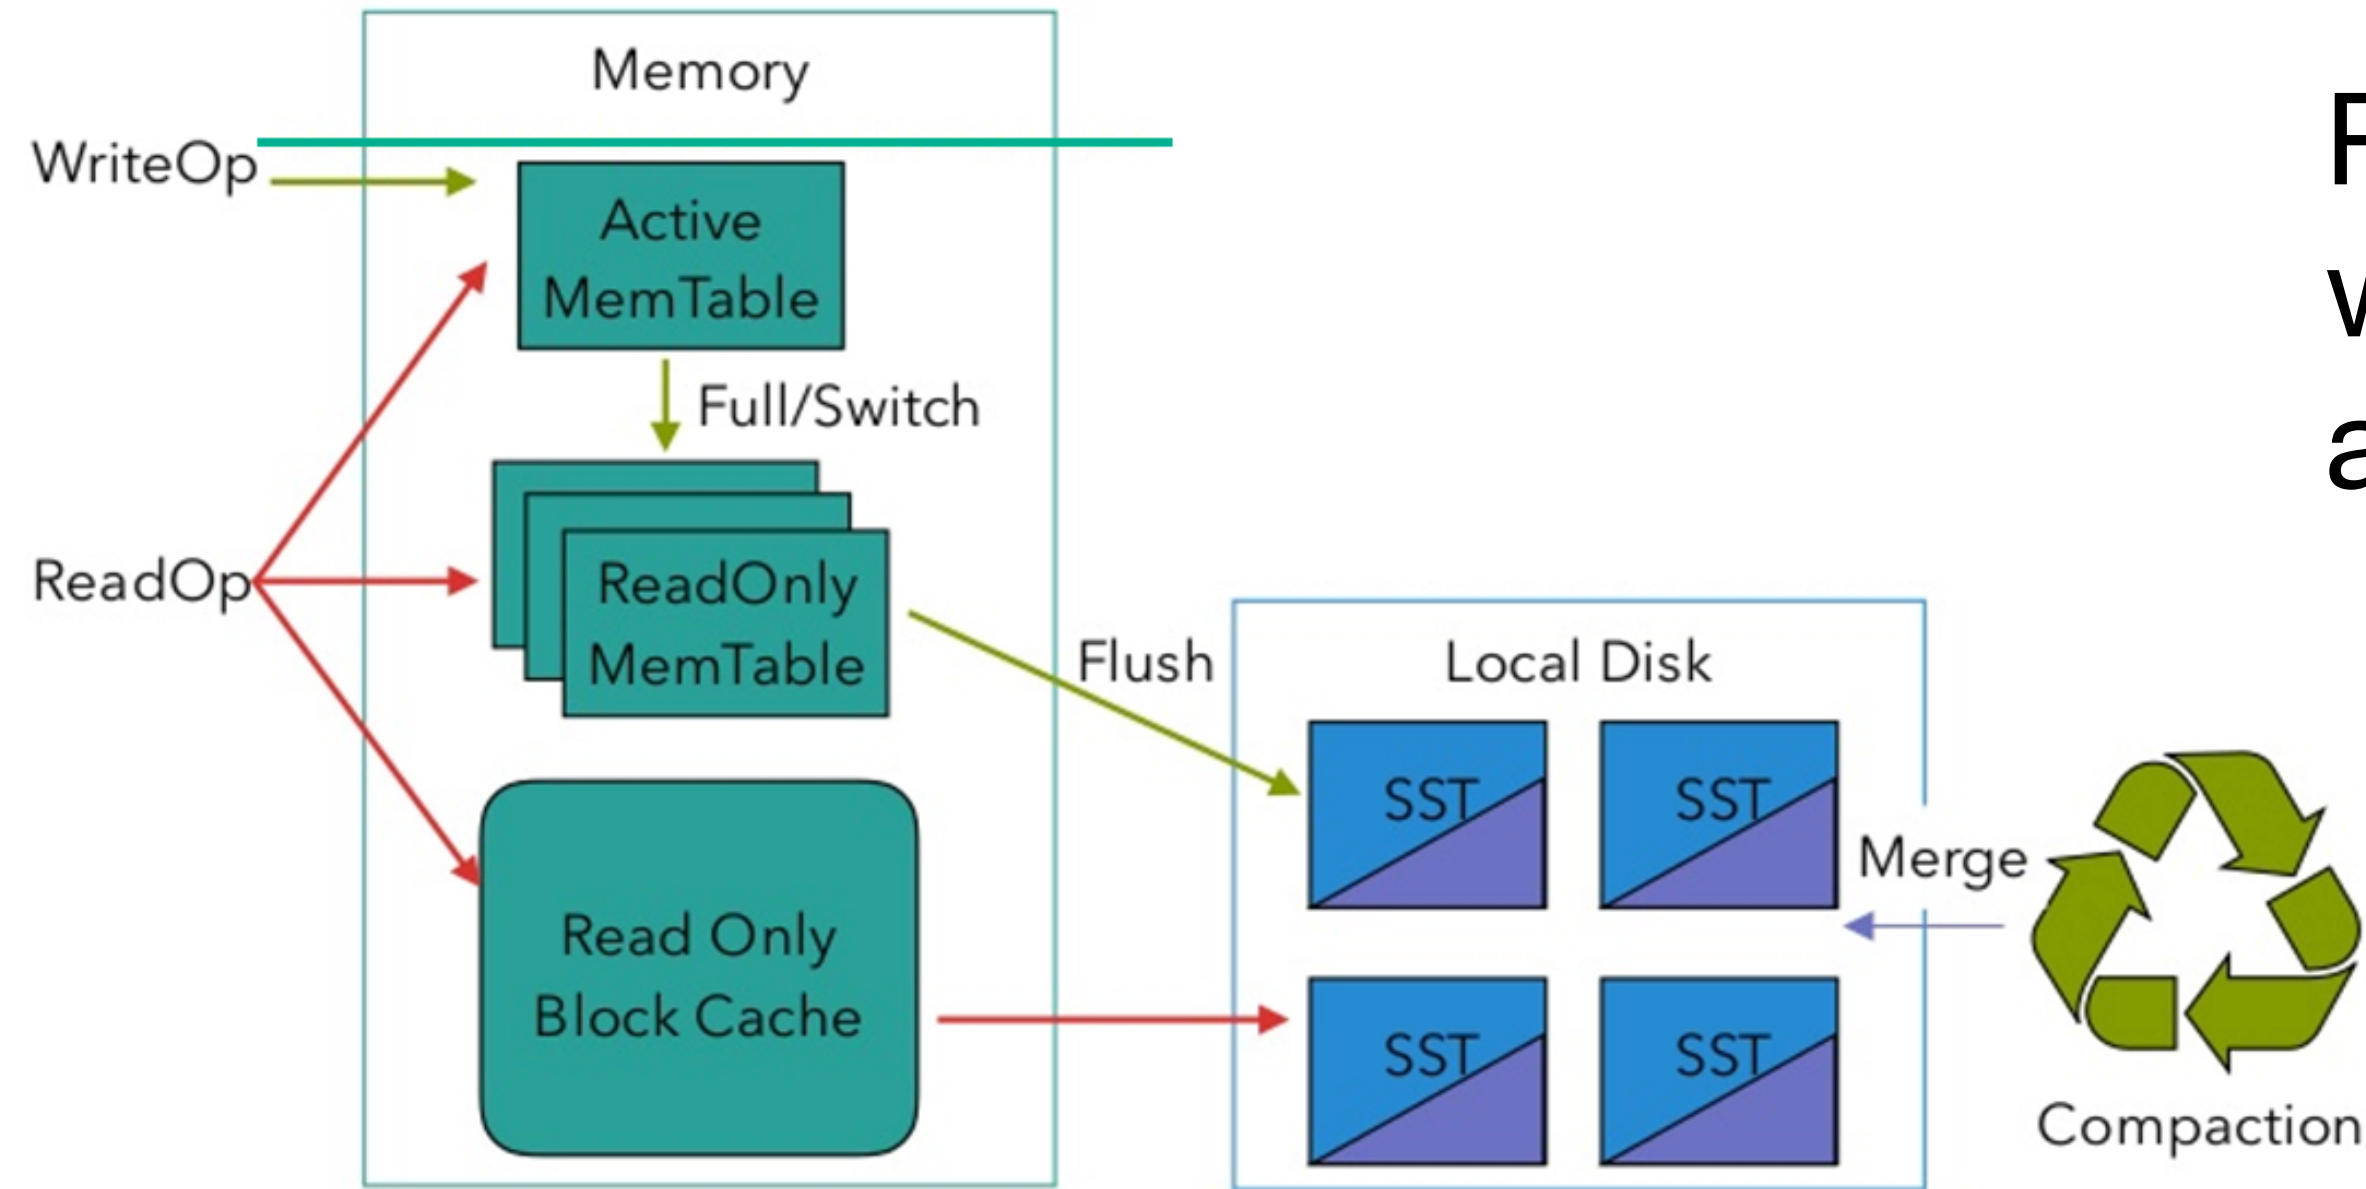 Memory
WriteOp
Active
MemTable
Full/Switch
ReadOp
ReadOnly
MemTable
Flush
Local Disk
SST
SST
Merge
Read Only
Block Cache
SST
SST
Compaction